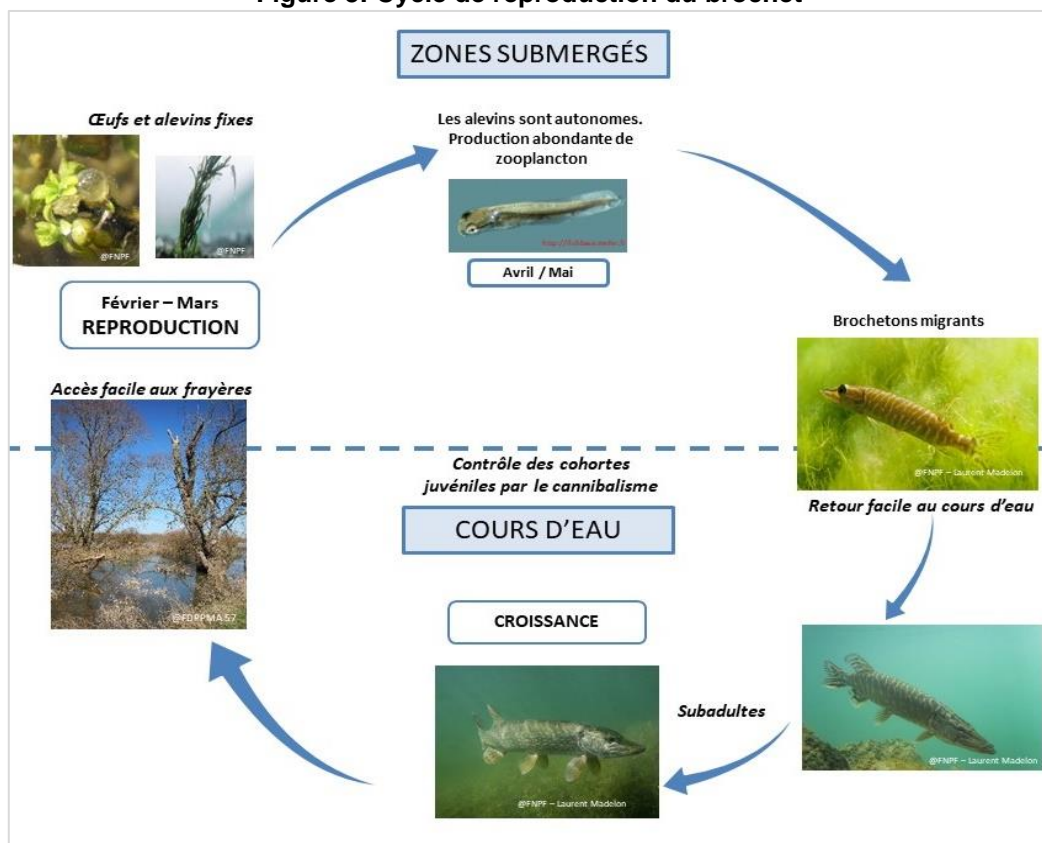 Figure 3: Cycle de reproduction du brochet
ZONES SUBMERGÉS
Œufs et alevins fixes
@FNPF
@FNPF
Février – Mars
REPRODUCTION
Les alevins sont autonomes.
Production abondante de
zooplancton
Avril / Mai
Brochetons migrants
@FNPF – Laurent Madelon
Retour facile au cours d’eau
Accès facile aux frayères
@FDPPMA 57
Contrôle des cohortes
juvéniles par le cannibalisme
COURS D’EAU
CROISSANCE
@FNPF – Laurent Madelon
Subadultes
@FNPF – Laurent Madelon